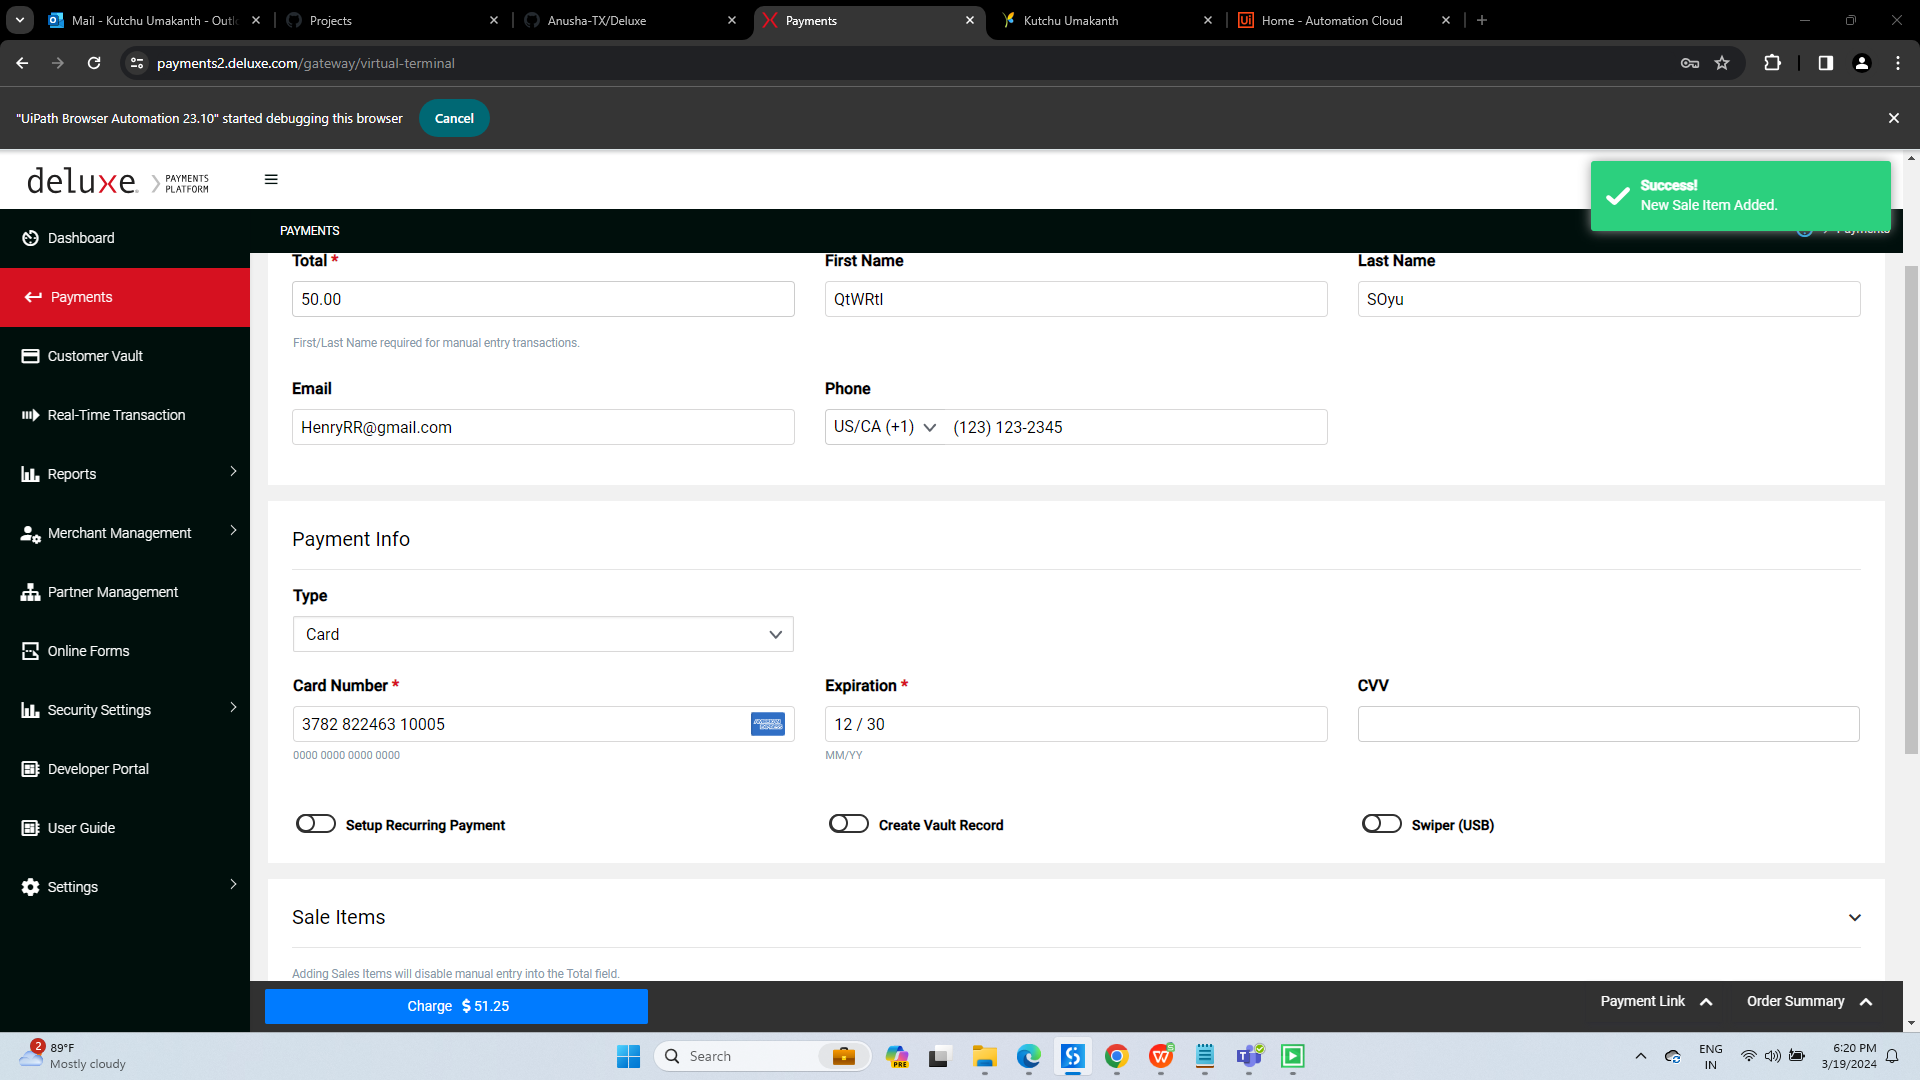 Mail - Kutchu Umakanth - Outl
Projects
Anusha-TX/Deluxe
Payments
Kutchu Umakanth
Home - Automation Cloud
payments2.deluxe.com/gateway/virtual-terminal
"UiPath Browser Automation 23.10" started debugging this browser
Cancel
deluxe.
PAYMENTS
PLATFORM
Success!
New Sale Item Added.
PAYMENTS
Payments
Dashboard
Payments
Customer Vault
Real-Time Transaction
Reports
Merchant Management
Partner Management
Online Forms
Security Settings
Developer Portal
User Guide
Settings
Total *
First Name
Last Name
50.00
QtWRtI
SOyu
First/Last Name required for manual entry transactions.
Email
Phone
HenryRR@gmail.com
US/CA (+1)
(123) 123-2345
Payment Info
Type
Card
Card Number *
Expiration *
CVV
3782 822463 10005
12 / 30
0000 0000 0000 0000
MM/YY
Setup Recurring Payment
Create Vault Record
Swiper (USB)
Sale Items
Adding Sales Items will disable manual entry into the Total field.
Charge $ 51.25
Payment Link
Order Summary
2
89°F
Mostly cloudy
Search
PRE
ENG
IN
6:20 PM
3/19/2024